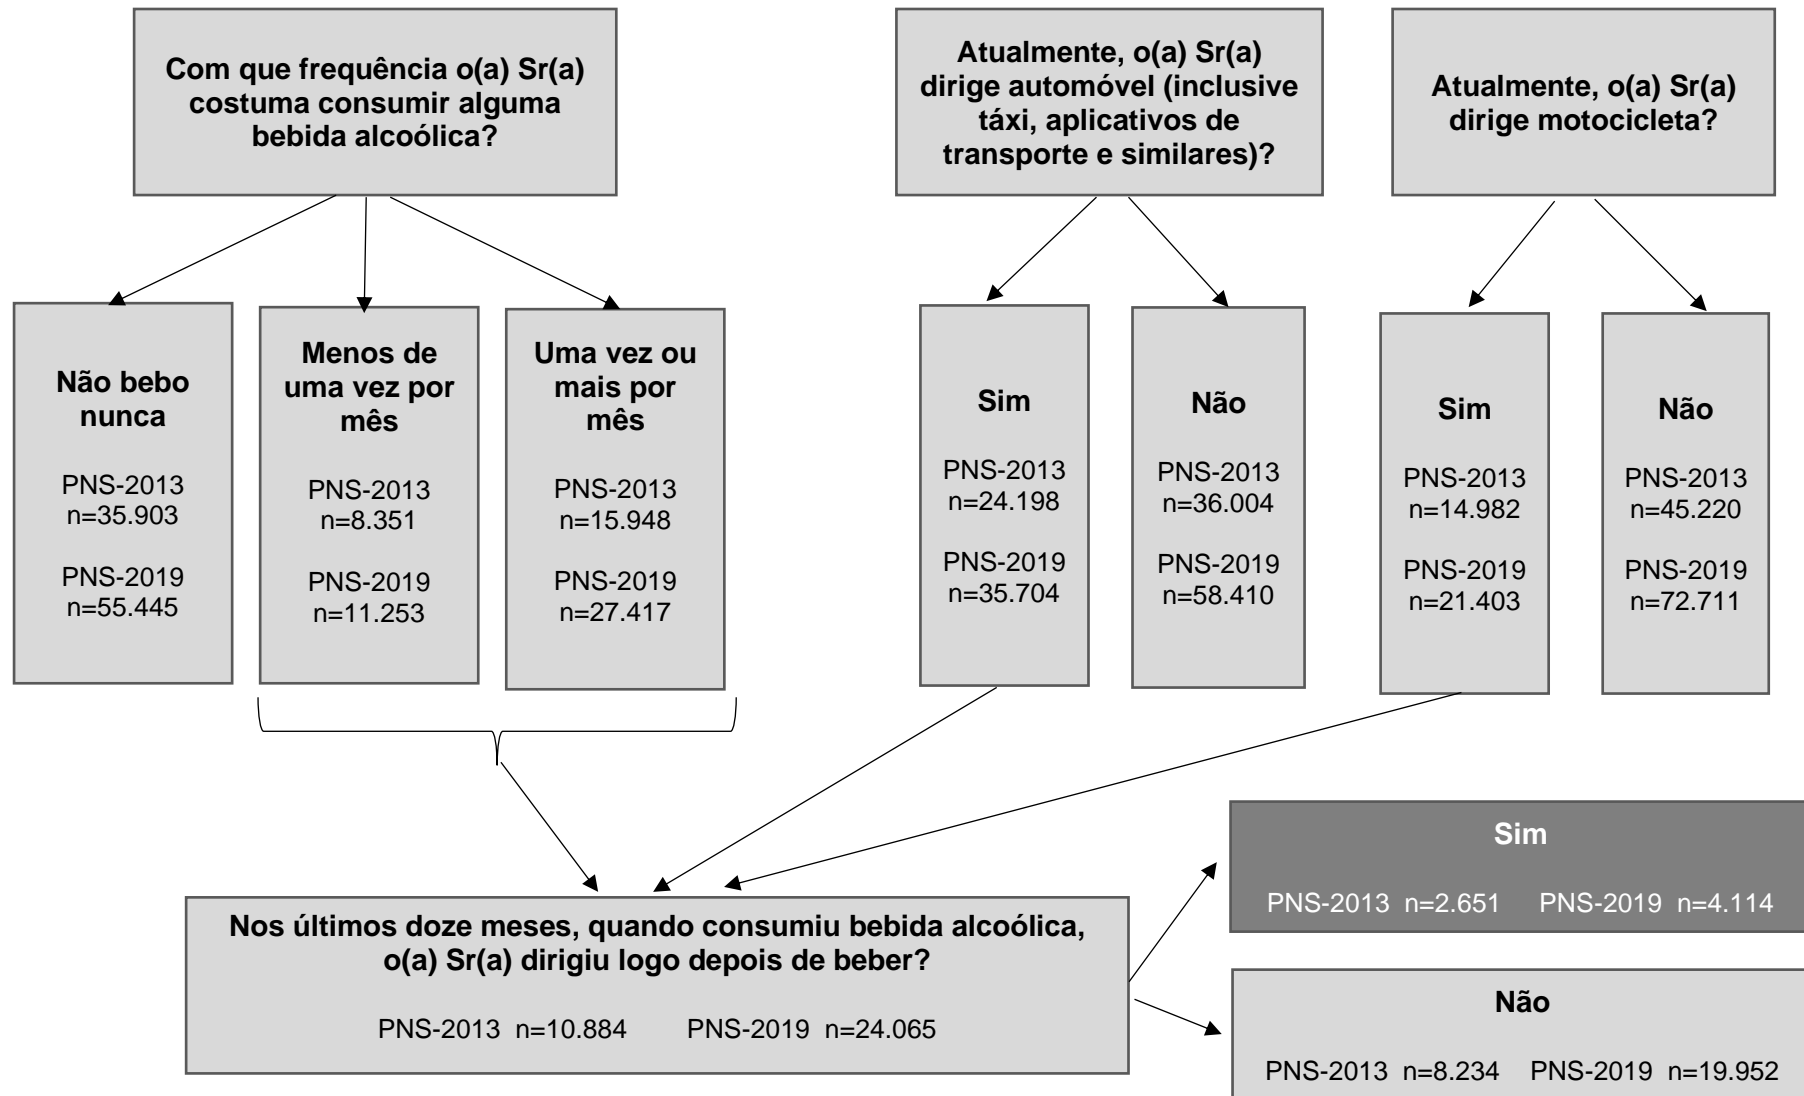 Com que frequência o(a) Sr(a)
costuma consumir alguma
bebida alcoólica?
Atualmente, o(a) Sr(a)
dirige automóvel (inclusive
táxi, aplicativos de
transporte e similares)?
Atualmente, o(a) Sr(a)
dirige motocicleta?
Não bebo
nunca
PNS-2013
n=35.903
PNS-2019
n=55.445
Menos de
uma vez por
mês
PNS-2013
n=8.351
PNS-2019
n=11.253
Uma vez ou
mais por
mês
PNS-2013
n=15.948
PNS-2019
n=27.417
Sim
PNS-2013
n=24.198
PNS-2019
n=35.704
Não
PNS-2013
n=36.004
PNS-2019
n=58.410
Sim
PNS-2013
n=14.982
PNS-2019
n=21.403
Não
PNS-2013
n=45.220
PNS-2019
n=72.711
Nos últimos doze meses, quando consumiu bebida alcoólica,
o(a) Sr(a) dirigiu logo depois de beber?
PNS-2013 n=10.884 PNS-2019 n=24.065
Sim
PNS-2013 n=2.651 PNS-2019 n=4.114
Não
PNS-2013 n=8.234 PNS-2019 n=19.952